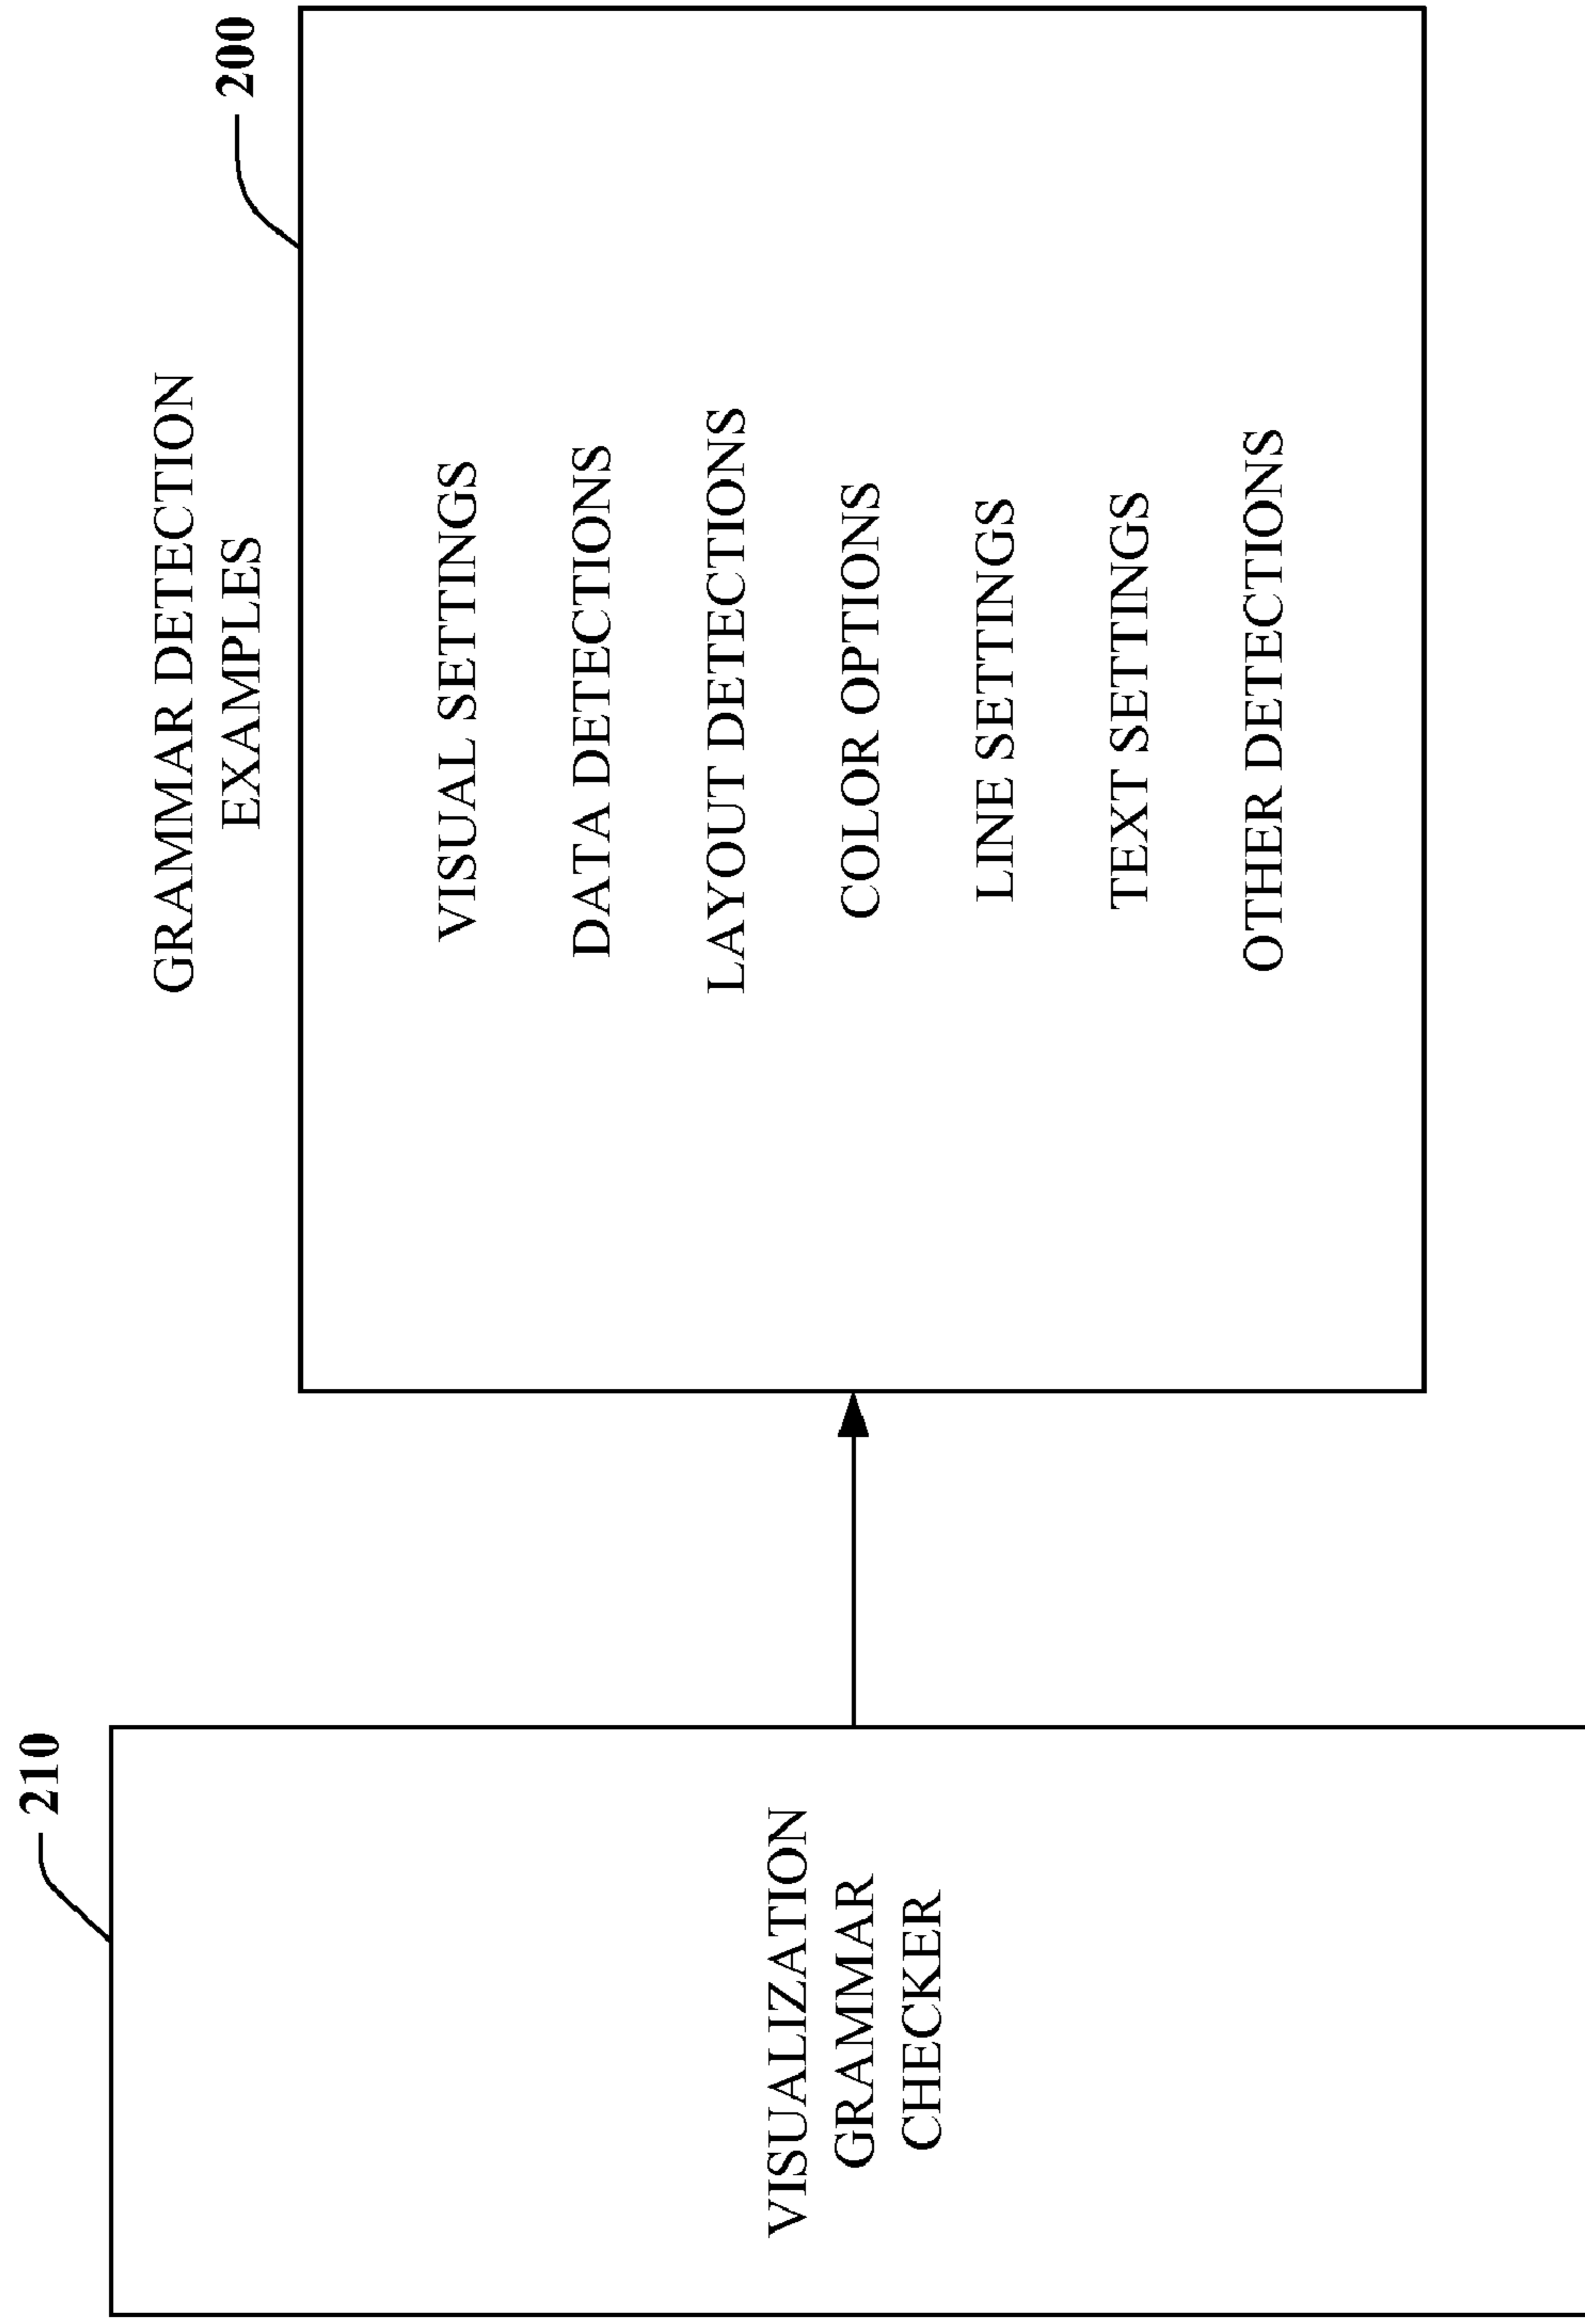 210
VISUALIZATION
GRAMMAR
CHECKER
GRAMMAR DETECTION
EXAMPLES
200
VISUAL SETTINGS
DATA DETECTIONS
LAYOUT DETECTIONS
COLOR OPTIONS
LINE SETTINGS
TEXT SETTINGS
OTHER DETECTIONS